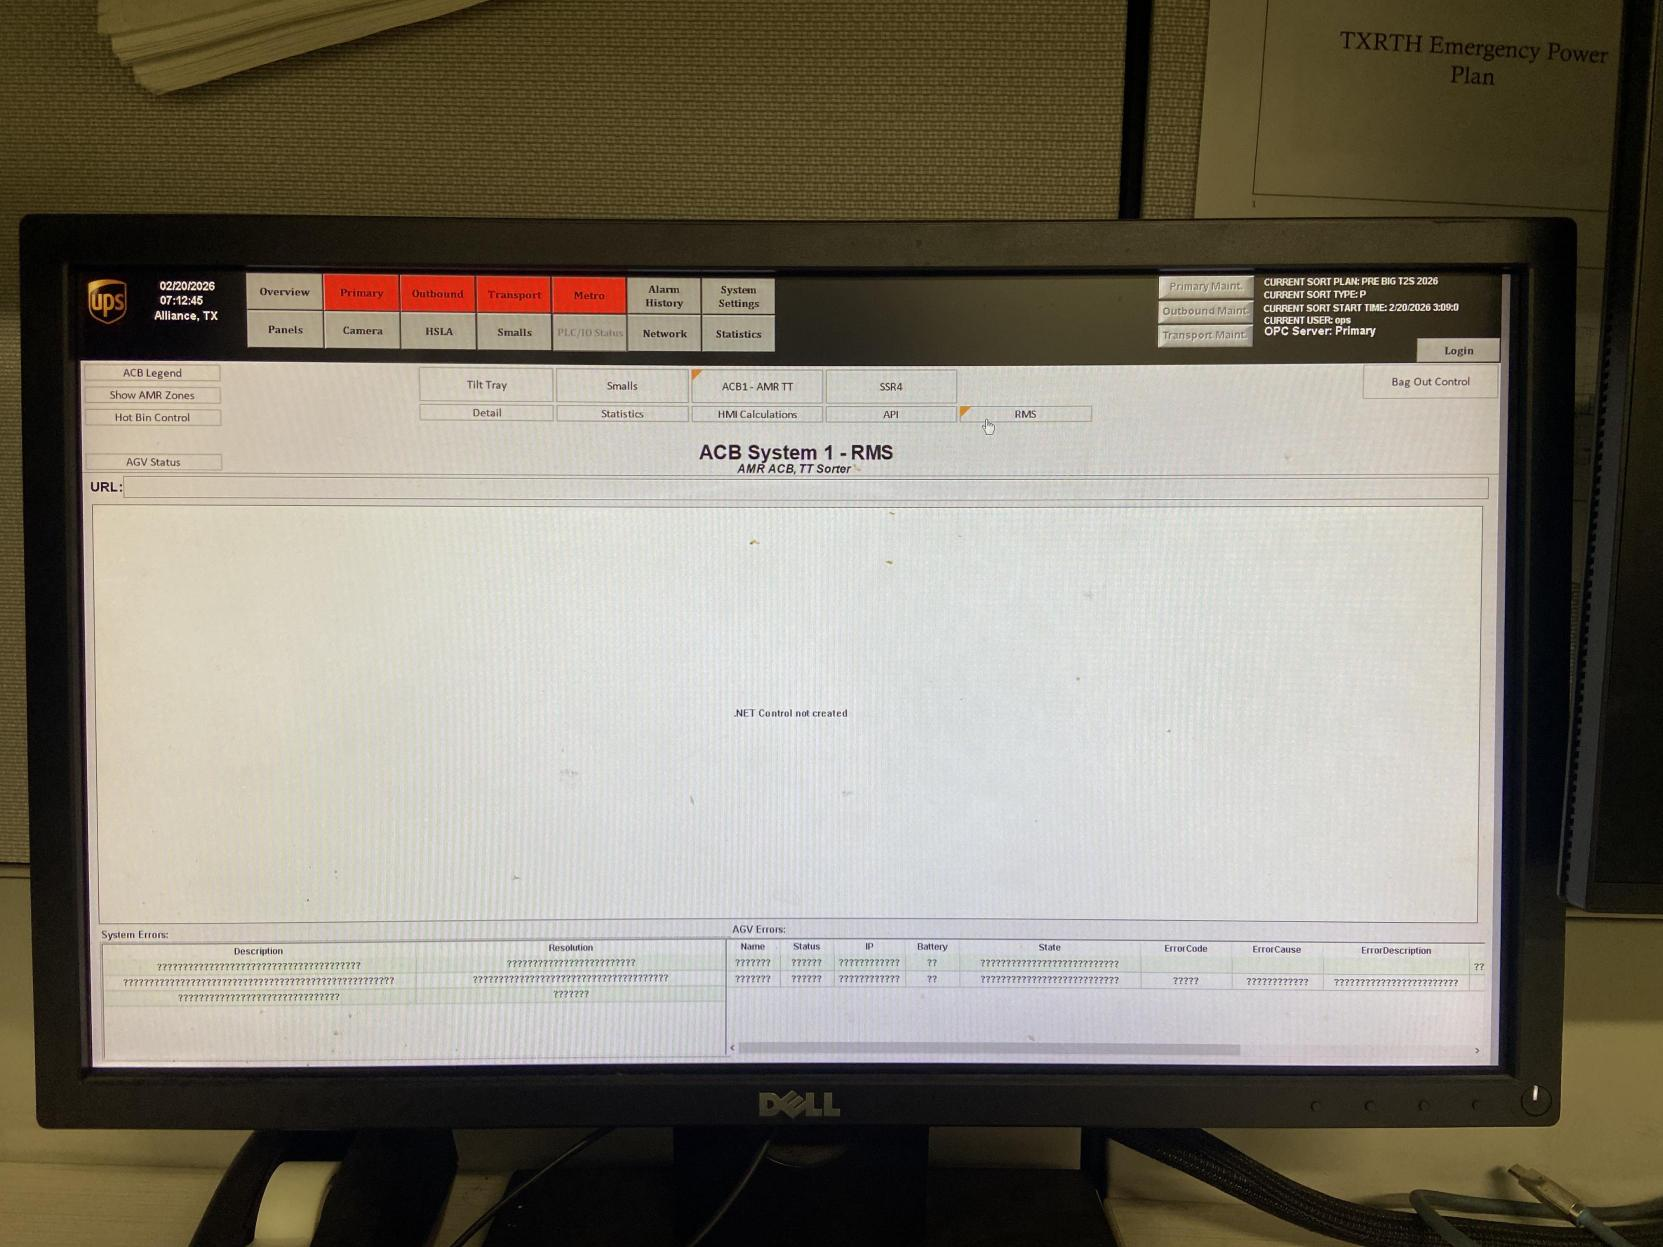 TXRTH Emergency Power
Plan
ups
02/20/2026
07:12:45
Alliance, TX
Overview
Primary
Outbound
Transport
Metro
Alarm
History
System
Settings
Panels
Camera
HSLA
Smalls
PLC/IO Status
Network
Statistics
Primary Maint.
Outbound Maint.
Transport Maint.
CURRENT SORT PLAN: PRE BIG T2S 2026
CURRENT SORT TYPE: P
CURRENT SORT START TIME: 2/20/2026 3:09:0
CURRENT USER: ops
OPC Server: Primary
Login
ACB Legend
Show AMR Zones
Hot Bin Control
AGV Status
Tilt Tray
Smalls
ACB1 - AMR TT
SSR4
Detail
Statistics
HMI Calculations
API
RMS
Bag Out Control
ACB System 1 - RMS
AMR ACB, TT Sorter
URL:
.NET Control not created
System Errors:
Description Resolution
??????????????????????????????????????? ?????????????????????????
???????????????????????????????????????????????????? ??????????????????????????????????????
??????????????????????????????? ???????
AGV Errors:
Name Status IP Battery State ErrorCode ErrorCause ErrorDescription
??????? ?????? ???????????? ?? ??????????????????????????? ??
??????? ?????? ???????????? ?? ??????????????????????????? ????? ???????????? ????????????????????????
DELL